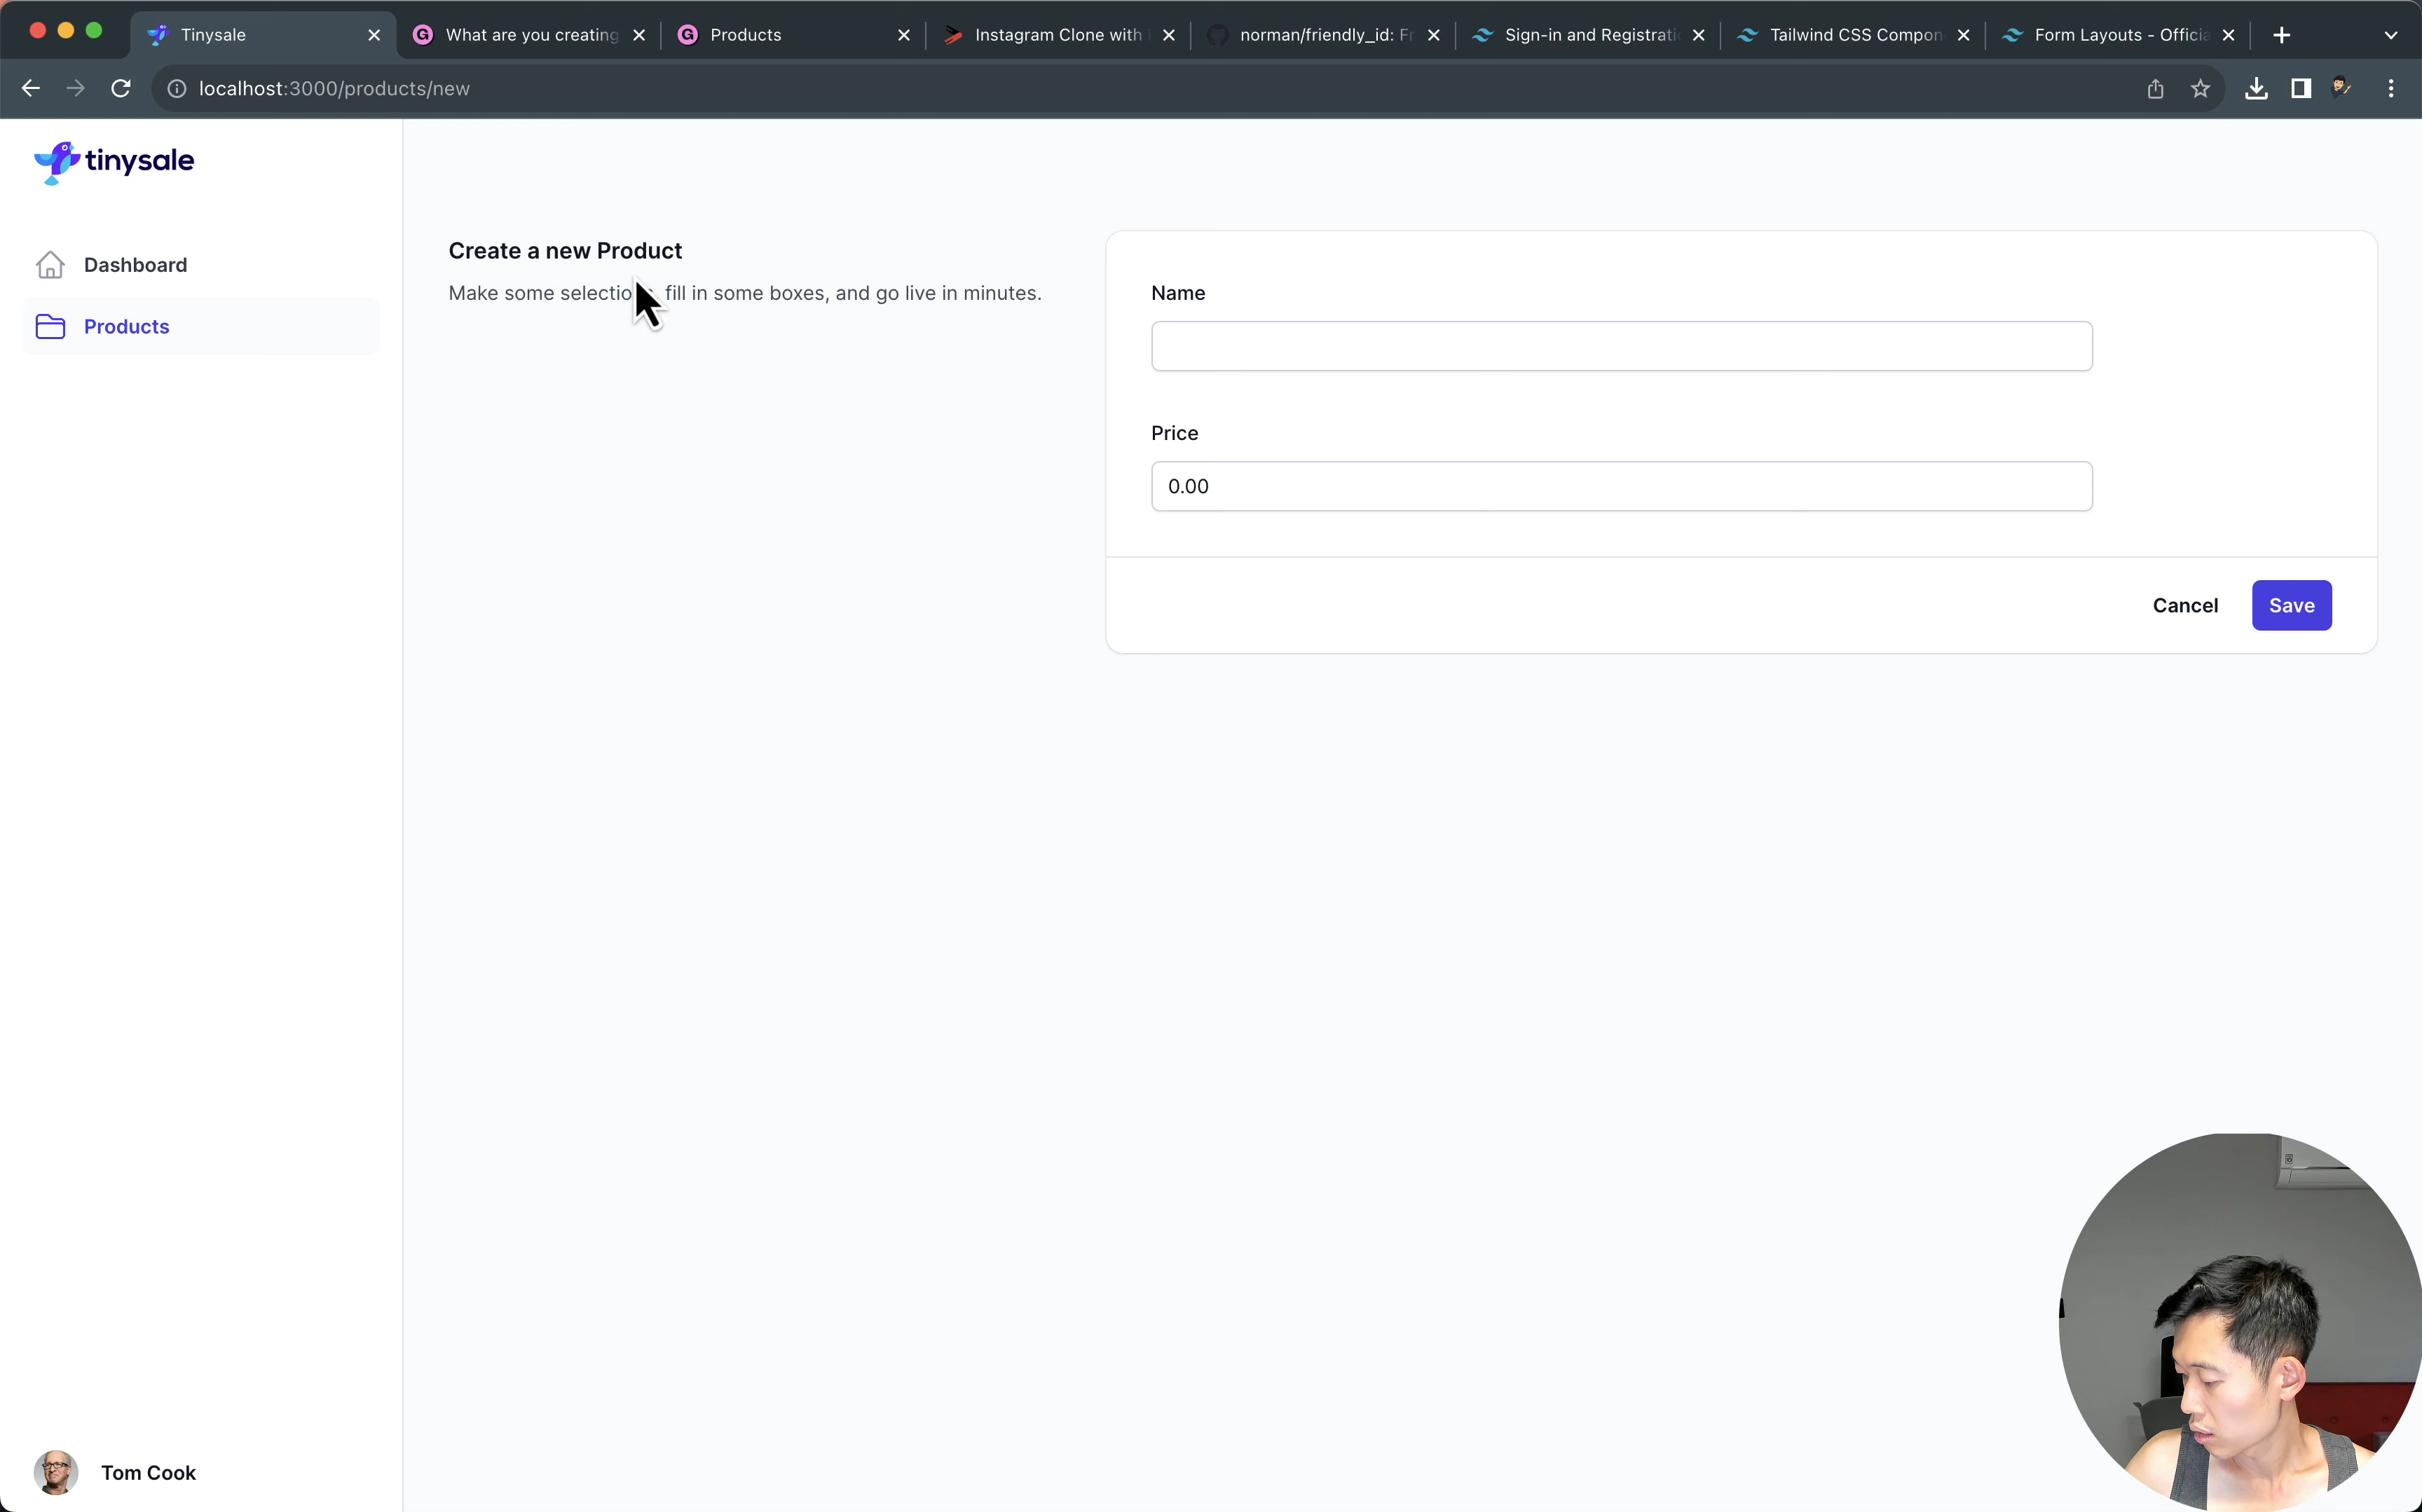 Tinysale
What are you creating
Products
Instagram Clone with
norman/friendly_id: Fr
Sign-in and Registrati
Tailwind CSS Compon
Form Layouts - Officia
localhost:3000/products/new
tinysale
Dashboard
Products
Create a new Product
Make some selection fill in some boxes, and go live in minutes.
Name
Price
0.00
Cancel
Save
Tom Cook